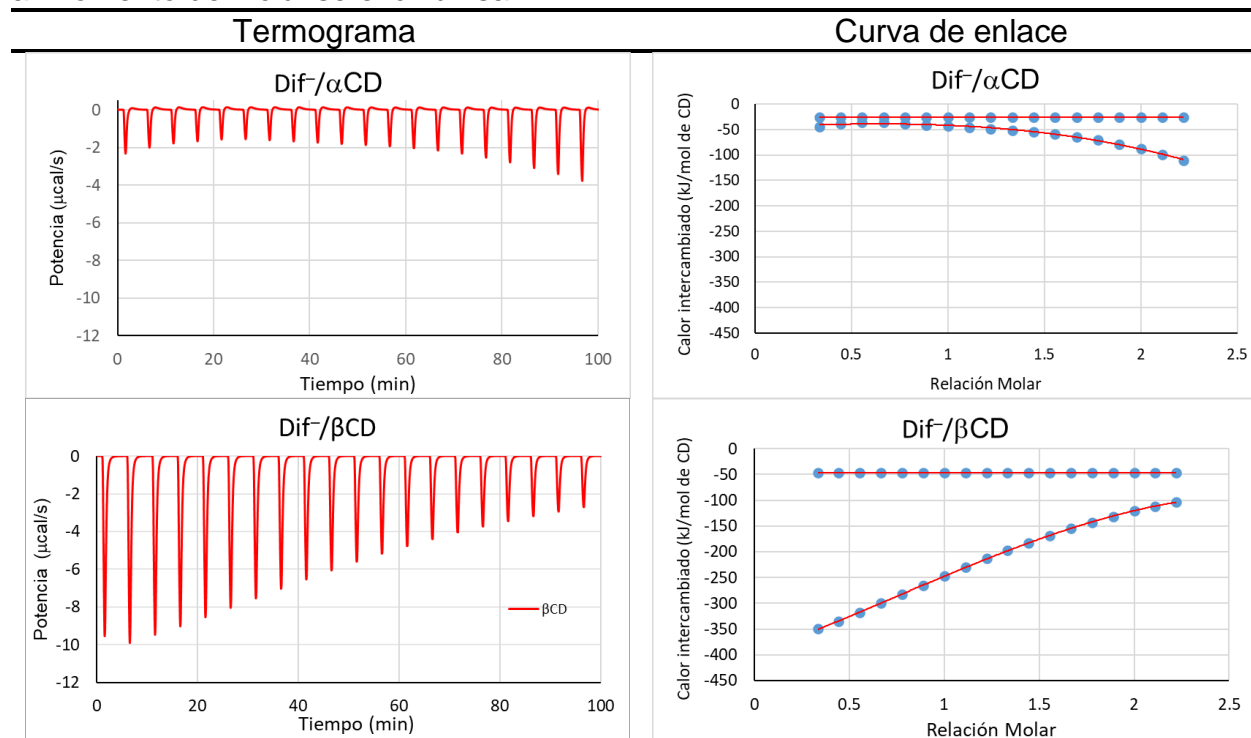 Termograma
Curva de enlace
Dif⁻/αCD
Potencia (μcal/s)
0
-2
-4
-6
-8
-10
-12
0 20 40 60 80 100
Tiempo (min)
Dif⁻/αCD
Calor intercambiado (kJ/mol de CD)
0
-50
-100
-150
-200
-250
-300
-350
-400
-450
0 0.5 1 1.5 2 2.5
Relación Molar
Dif⁻/βCD
Potencia (μcal/s)
0
-2
-4
-6
-8
-10
-12
βCD
0 20 40 60 80 100
Tiempo (min)
Dif⁻/βCD
Calor intercambiado (kJ/mol de CD)
0
-50
-100
-150
-200
-250
-300
-350
-400
-450
0 0.5 1 1.5 2 2.5
Relación Molar